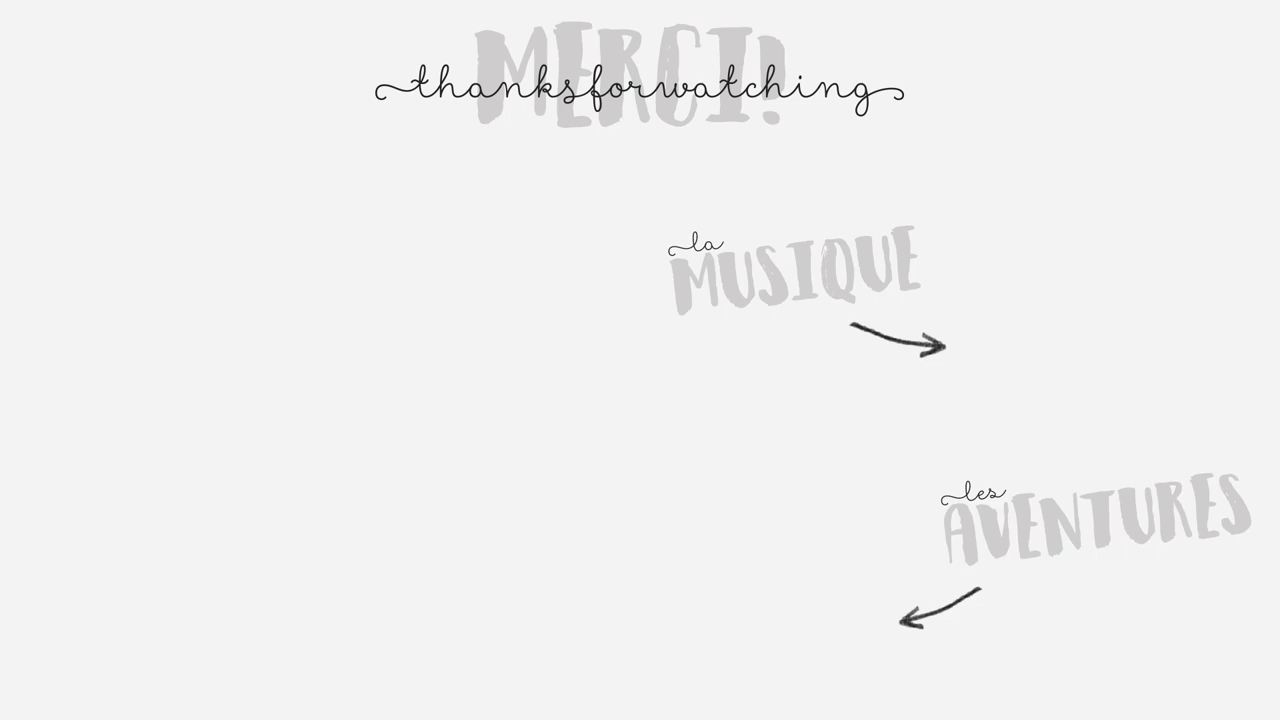 MERCI!
thanksforwatching
la
MUSIQUE
les
AVENTURES